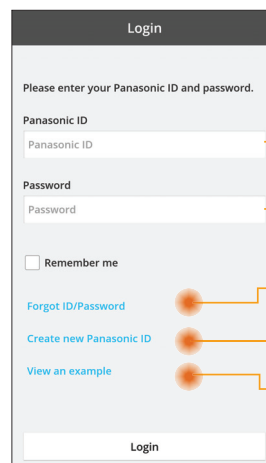 Login
Please enter your Panasonic ID and password.
Panasonic ID
Panasonic ID
Password
Password
Remember me
Forgot ID/Password
Create new Panasonic ID
View an example
Login